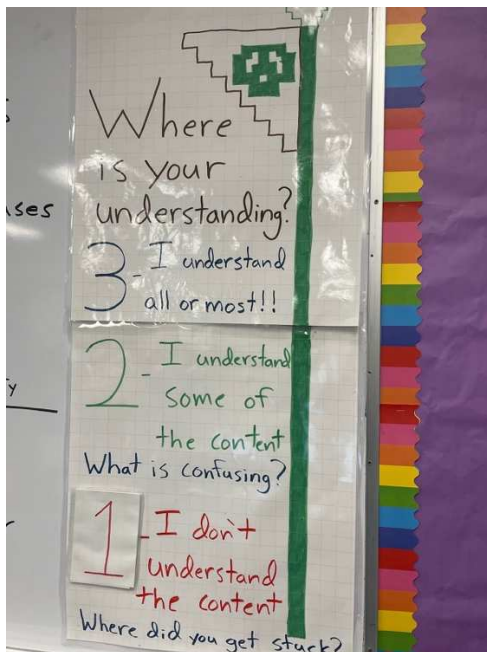 Where
is your
understanding?
3 - I understand
all or most!!
2 - I understand
some of
the content
What is confusing?
1 - I don't
understand
the content
Where did you get stuck?
ses
y